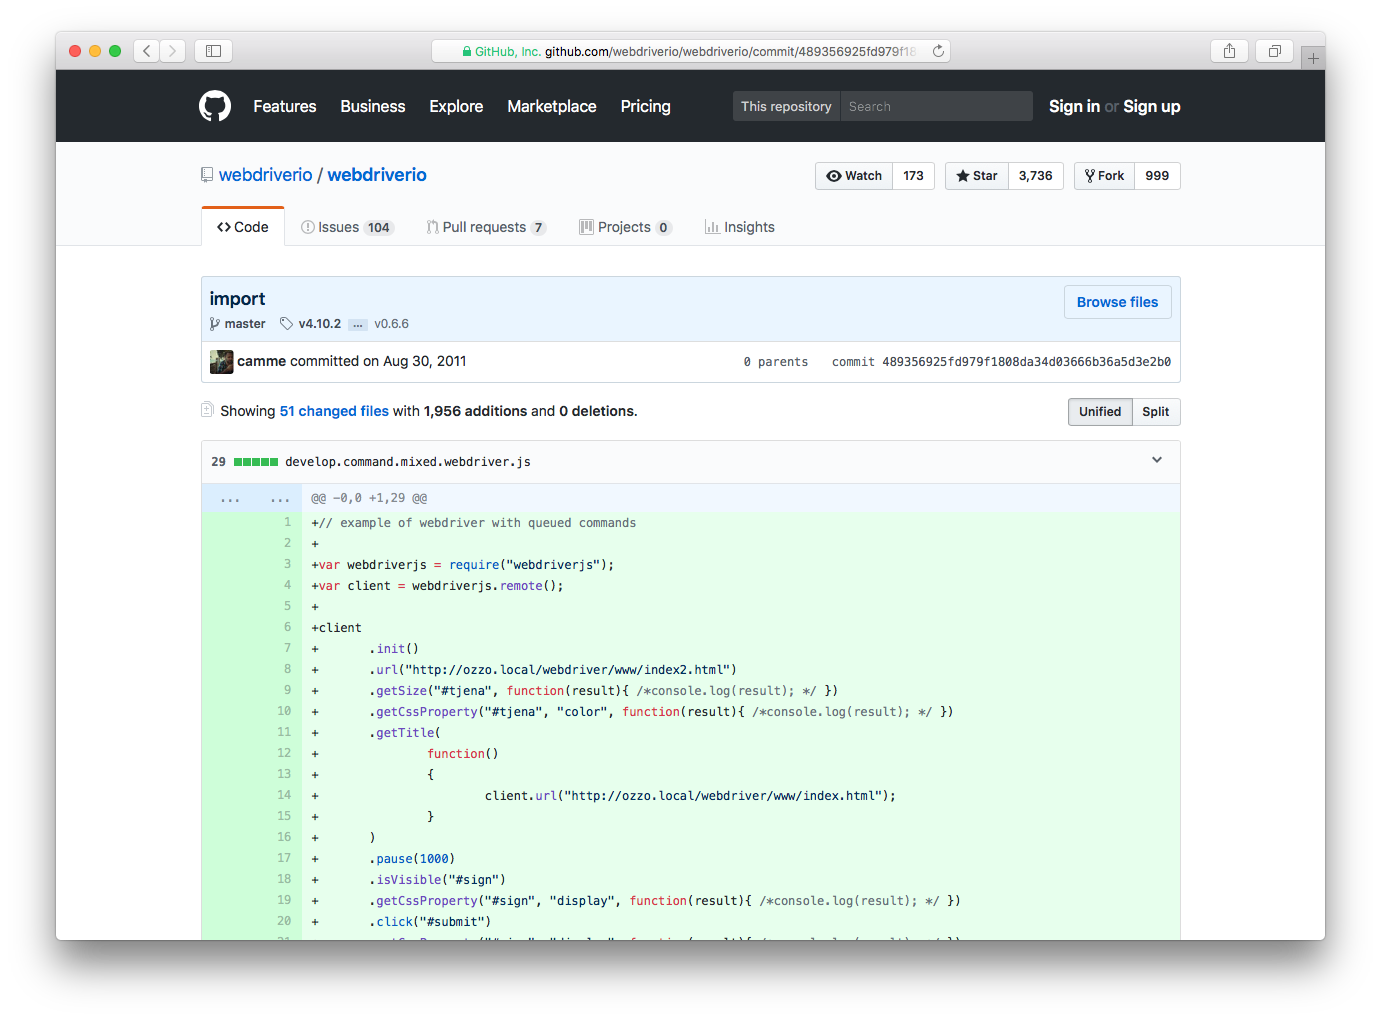 GitHub, Inc. github.com/webdriverio/webdriverio/commit/489356925fd979f18
Features Business Explore Marketplace Pricing This repository Search Sign in or Sign up
webdriverio / webdriverio Watch 173 Star 3,736 Fork 999
Code Issues 104 Pull requests 7 Projects 0 Insights
import Browse files
master v4.10.2 ... v0.6.6
camme committed on Aug 30, 2011 0 parents commit 489356925fd979f1808da34d03666b36a5d3e2b0
Showing 51 changed files with 1,956 additions and 0 deletions. Unified Split
29 develop.command.mixed.webdriver.js
... ... @@ -0,0 +1,29 @@
1 +// example of webdriver with queued commands
2 +
3 +var webdriverjs = require("webdriverjs");
4 +var client = webdriverjs.remote();
5 +
6 +client
7 + .init()
8 + .url("http://ozzo.local/webdriver/www/index2.html")
9 + .getSize("#tjena", function(result){ /*console.log(result); */ })
10 + .getCssProperty("#tjena", "color", function(result){ /*console.log(result); */ })
11 + .getTitle(
12 + function()
13 + {
14 + client.url("http://ozzo.local/webdriver/www/index.html");
15 + }
16 + )
17 + .pause(1000)
18 + .isVisible("#sign")
19 + .getCssProperty("#sign", "display", function(result){ /*console.log(result); */ })
20 + .click("#submit")